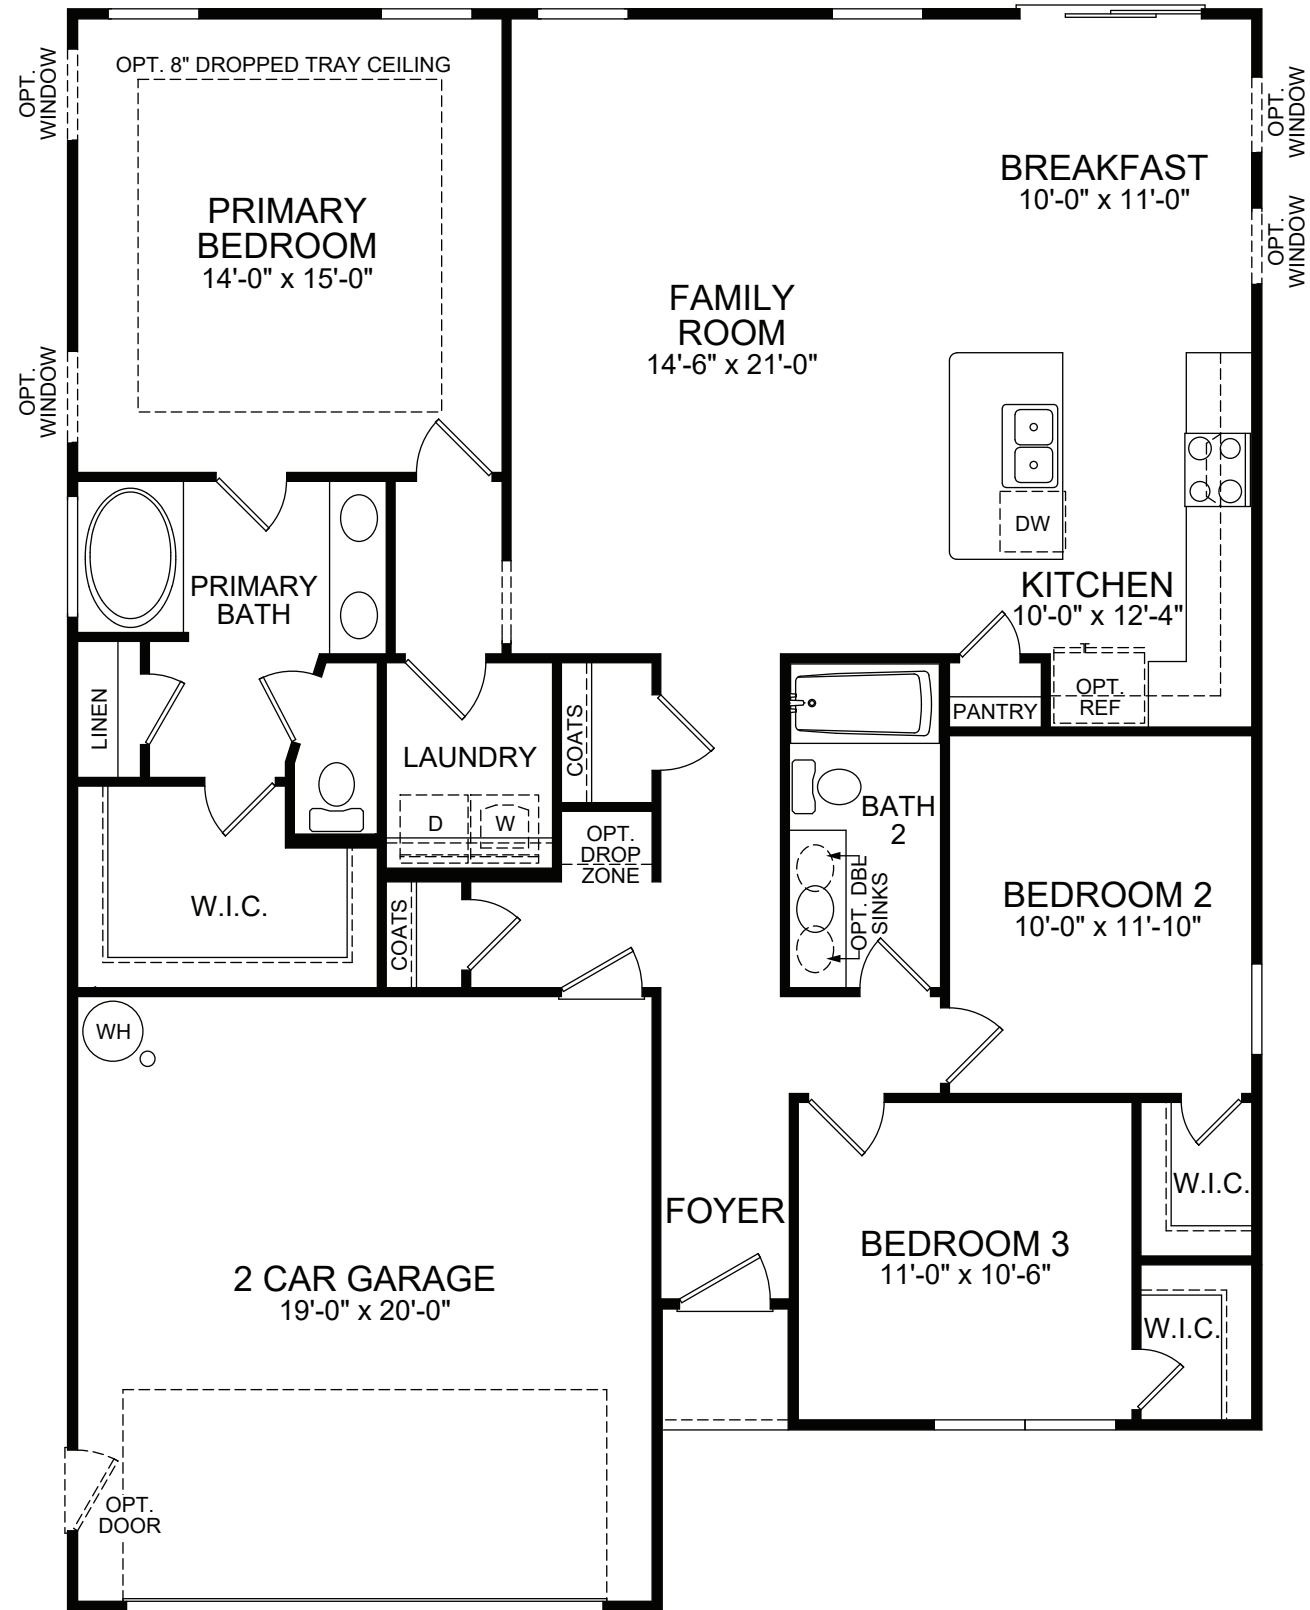 OPT. 8" DROPPED TRAY CEILING
OPT.
WINDOW
OPT.
WINDOW
BREAKFAST
10'-0" x 11'-0"
PRIMARY
BEDROOM
14'-0" x 15'-0"
OPT.
WINDOW
FAMILY
ROOM
14'-6" x 21'-0"
OPT.
WINDOW
DW
PRIMARY
BATH
KITCHEN
10'-0" x 12'-4"
LINEN
COATS
OPT.
REF
PANTRY
LAUNDRY
D
W
BATH
2
OPT.
DROP
ZONE
OPT. DBL
SINKS
W.I.C.
COATS
BEDROOM 2
10'-0" x 11'-10"
WH
W.I.C.
FOYER
BEDROOM 3
11'-0" x 10'-6"
2 CAR GARAGE
19'-0" x 20'-0"
W.I.C.
OPT.
DOOR